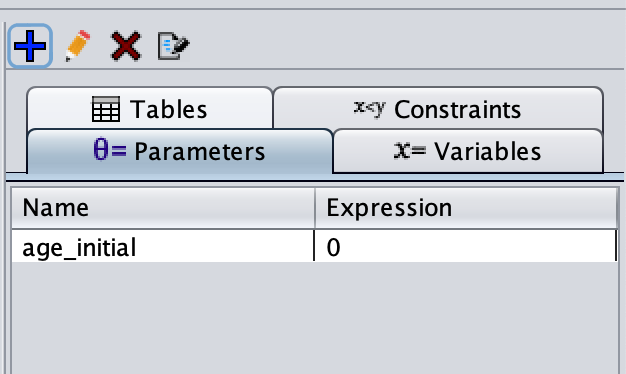 Tables
x<y Constraints
θ= Parameters
x= Variables
Name Expression
age_initial 0